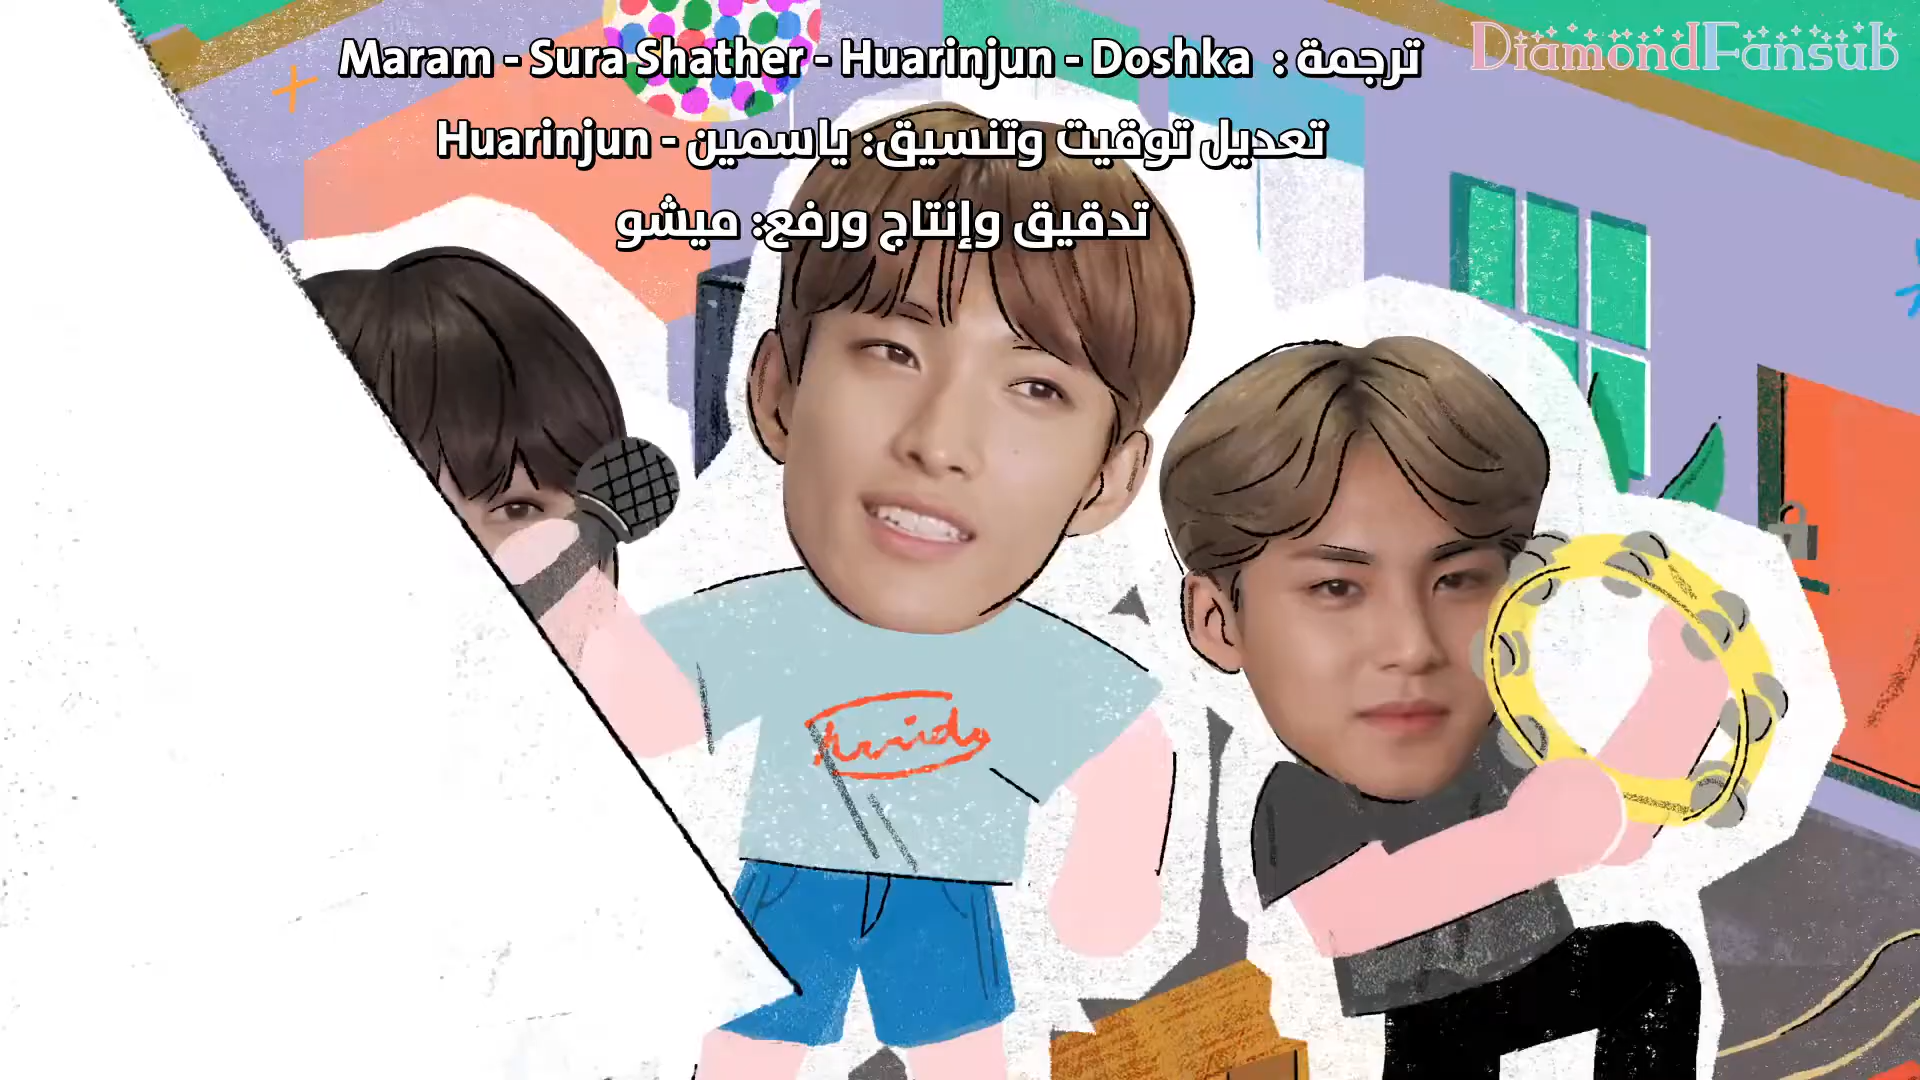 DiamondFansub
ترجمة : Maram - Sura Shather - Huarinjun - Doshka
تعديل توقيت وتنسيق: ياسمين - Huarinjun
تدقيق وإنتاج ورفع: ميشو